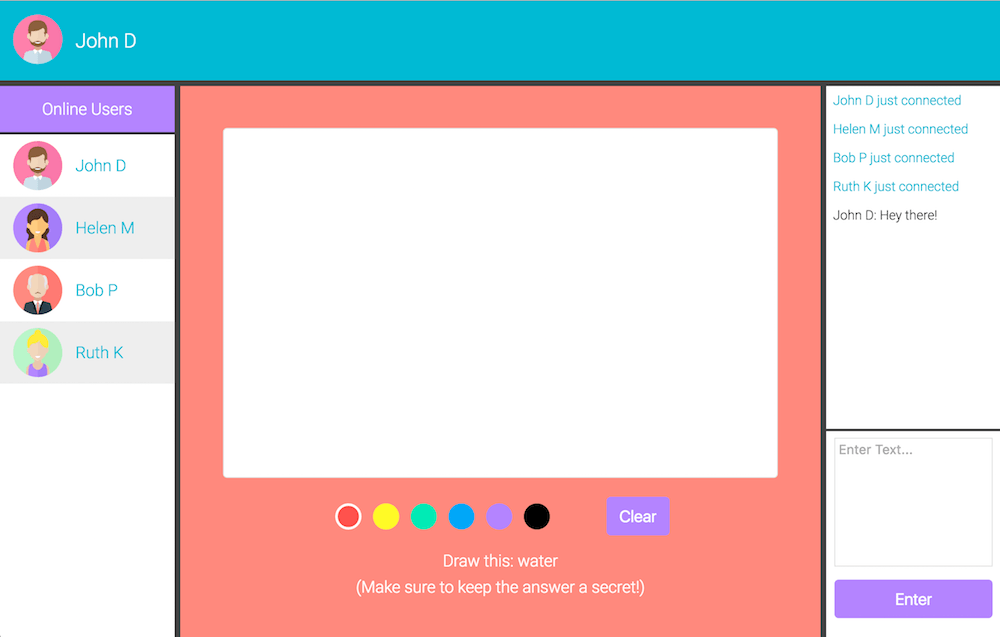 John D
Online Users
John D
Helen M
Bob P
Ruth K
Clear
Draw this: water
(Make sure to keep the answer a secret!)
John D just connected
Helen M just connected
Bob P just connected
Ruth K just connected
John D: Hey there!
Enter Text...
Enter